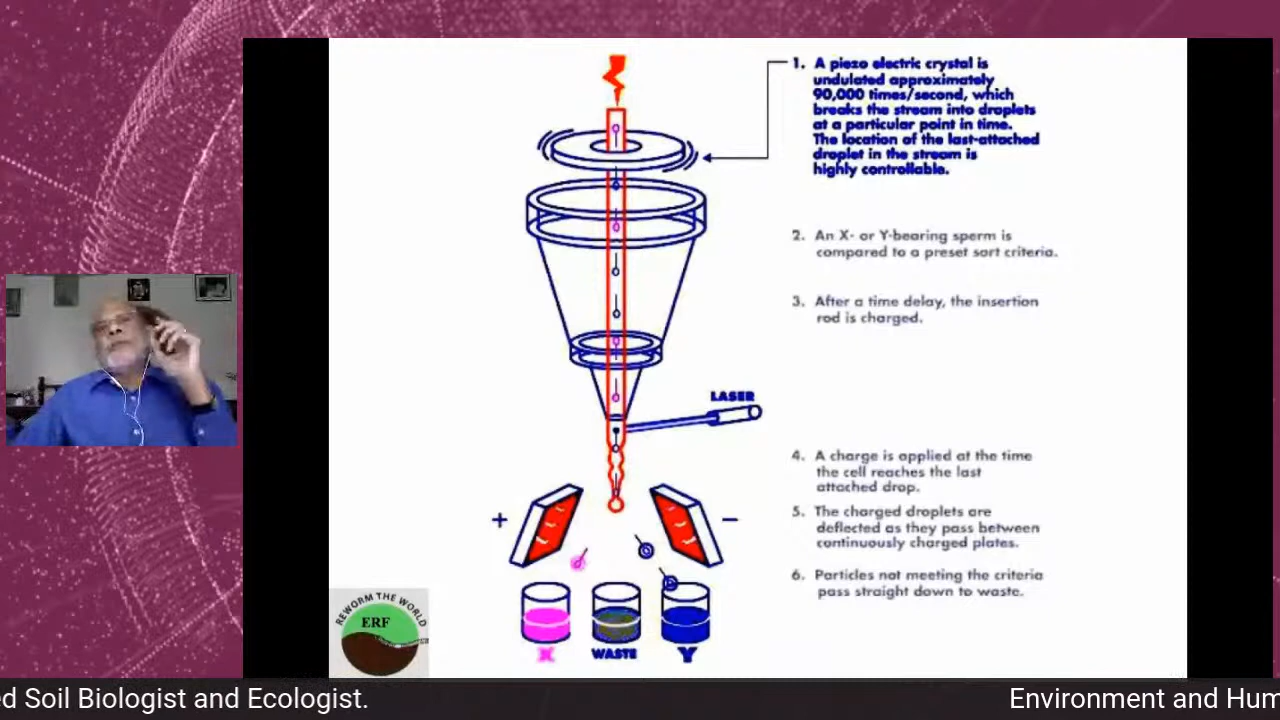 1. A piezo electric crystal is
undulated approximately
90,000 times/second, which
breaks the stream into droplets
at a particular point in time.
The location of the last-attached
droplet in the stream is
highly controllable.
2. An X- or Y-bearing sperm is
compared to a preset sort criteria.
3. After a time delay, the insertion
rod is charged.
LASER
4. A charge is applied at the time
the cell reaches the last
attached drop.
+
−
5. The charged droplets are
deflected as they pass between
continuously charged plates.
6. Particles not meeting the criteria
pass straight down to waste.
X
WASTE
Y
REWORM THE WORLD
ERF
ed Soil Biologist and Ecologist.
Environment and Hum